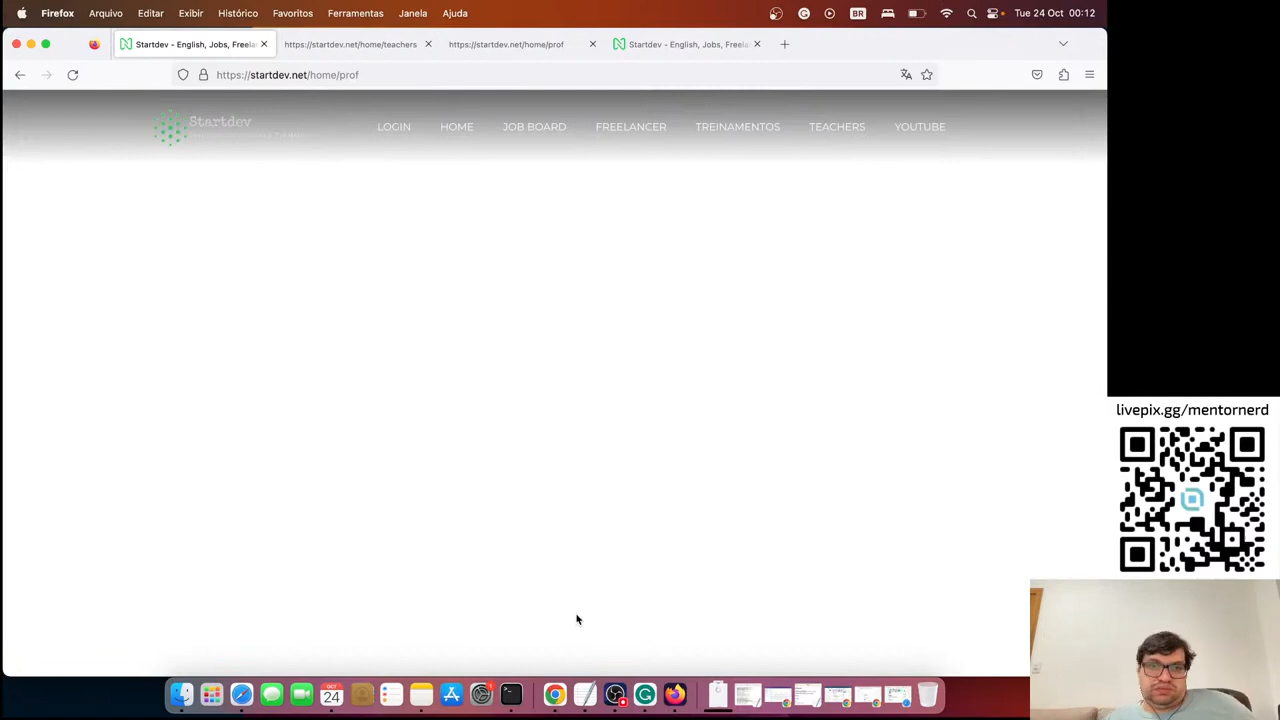 Firefox Arquivo Editar Exibir Histórico Favoritos Ferramentas Janela Ajuda BR Tue 24 Oct 00:12
Startdev - English, Jobs, Freela
https://startdev.net/home/teachers
https://startdev.net/home/prof
Startdev - English, Jobs, Freela
https://startdev.net/home/prof
Startdev
LOGIN HOME JOB BOARD FREELANCER TREINAMENTOS TEACHERS YOUTUBE
livepix.gg/mentornerd
OCT
24